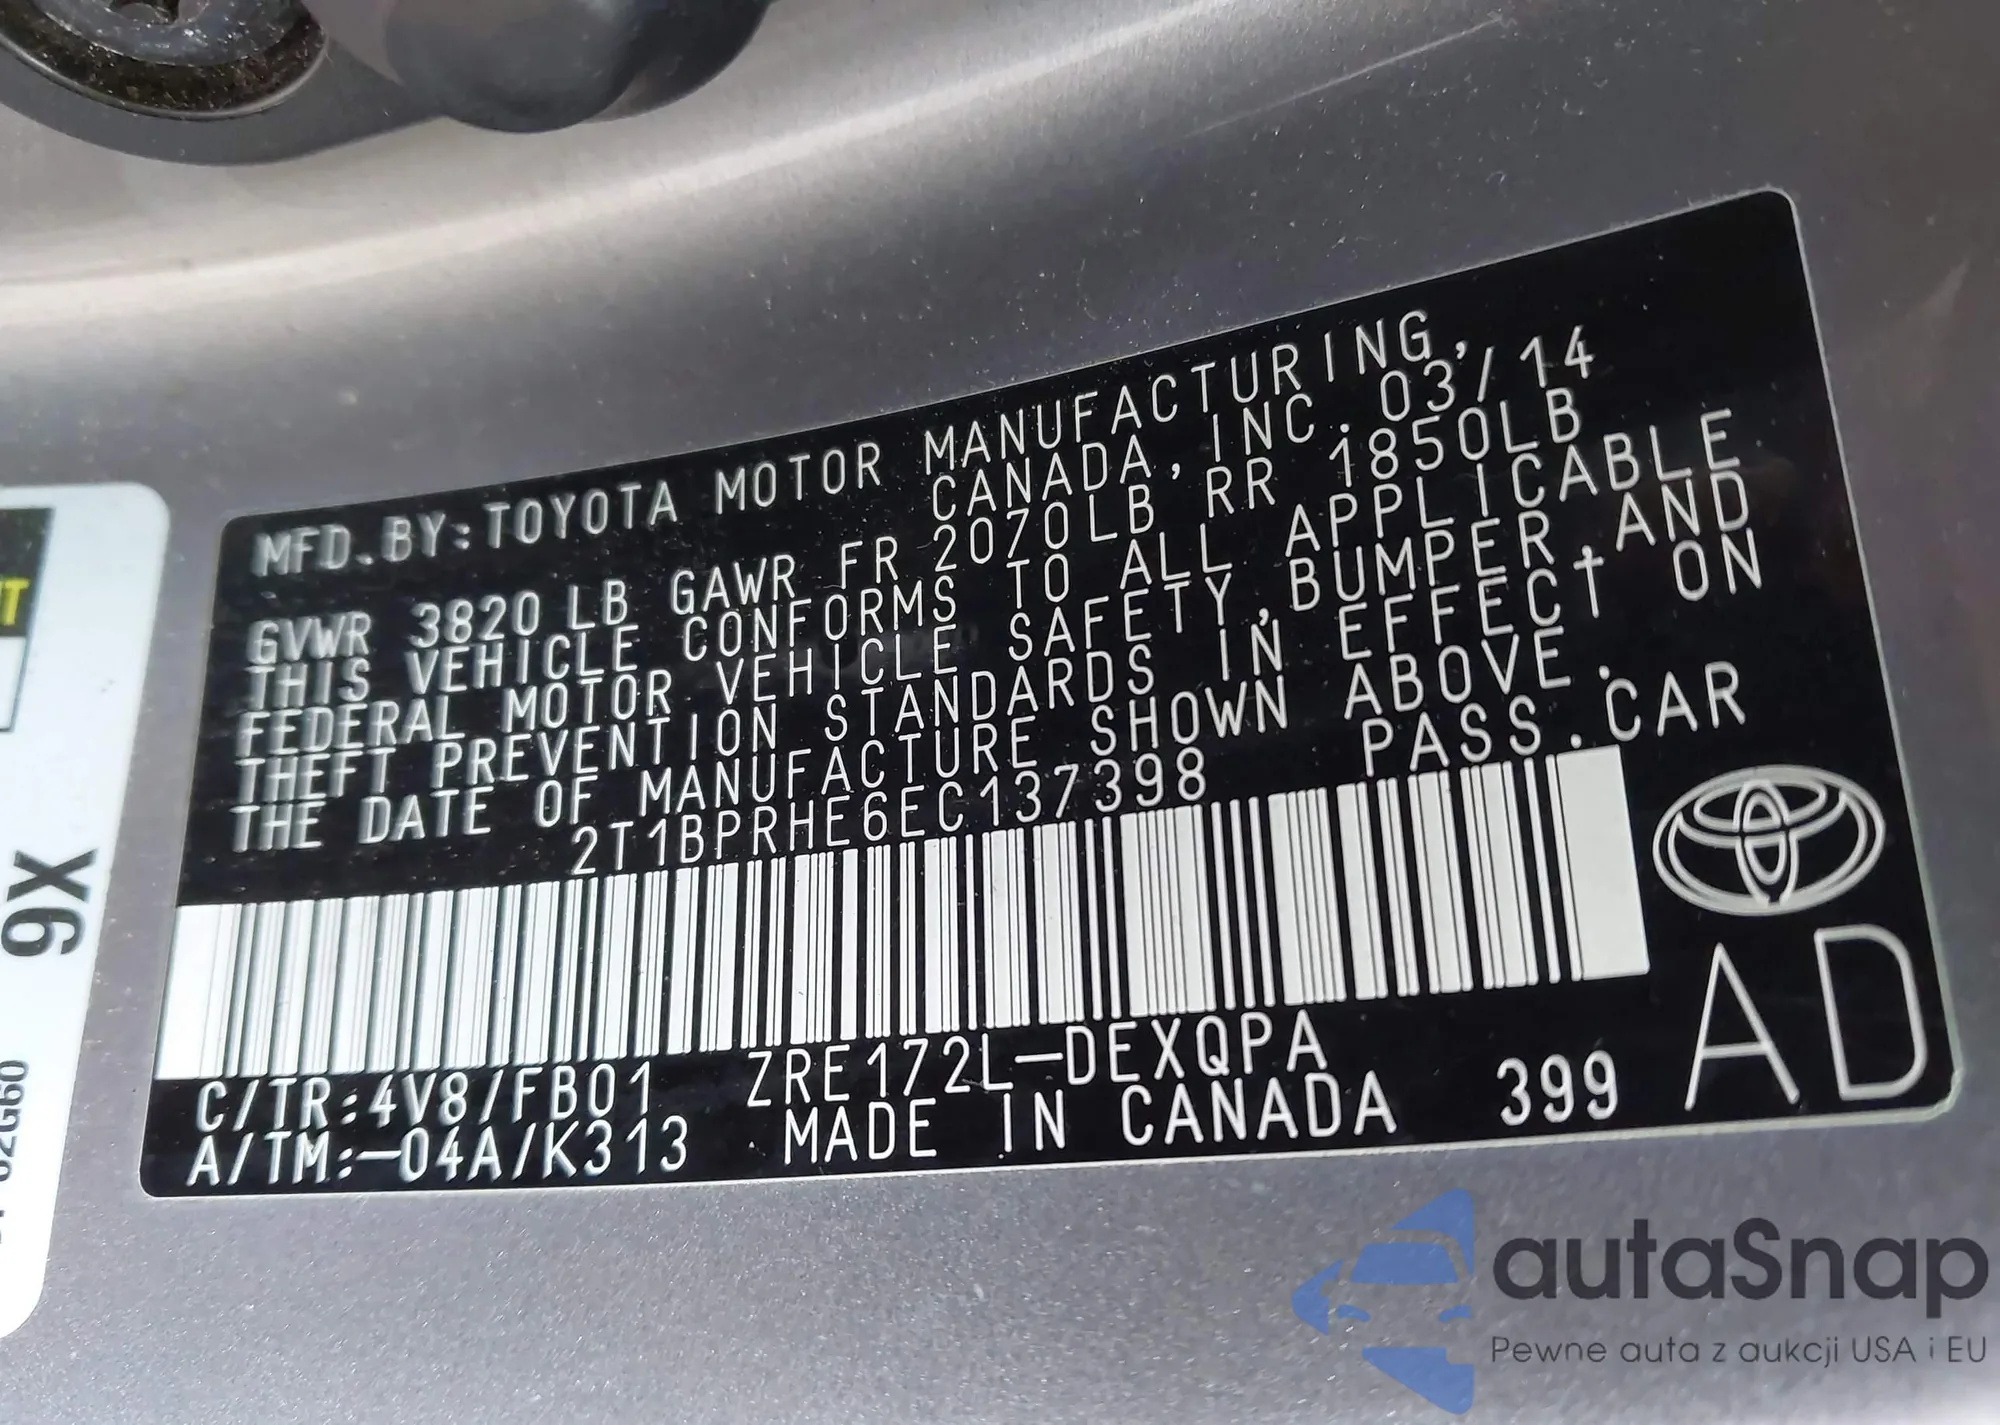 MFD.BY:TOYOTA MOTOR MANUFACTURING,
CANADA, INC. 03/14
GVWR 3820 LB GAWR FR 2070LB RR 1850LB
THIS VEHICLE CONFORMS TO ALL APPLICABLE
FEDERAL MOTOR VEHICLE SAFETY,BUMPER,AND
THEFT PREVENTION STANDARDS IN EFFECT ON
THE DATE OF MANUFACTURE SHOWN ABOVE.
2T1BPRHE6EC137398 PASS.CAR
C/TR:4V8/FB01 ZRE172L-DEXQPA
A/TM:-04A/K313 MADE IN CANADA 399
AD
9X
autaSnap
Pewne auta z aukcji USA i EU